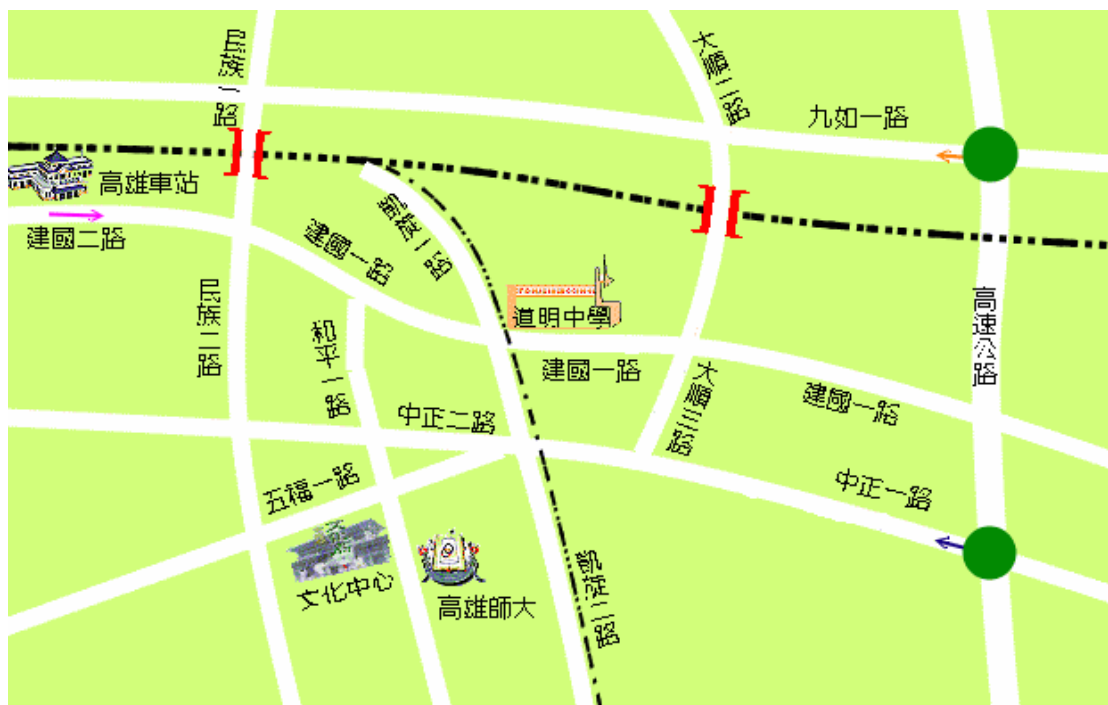 民族一路
大順二路
九如一路
高雄車站
建國二路
建國一路
凱旋一路
道明中學
高速公路
民族二路
和平一路
建國一路
大順三路
建國一路
中正二路
五福一路
中正一路
文化中心
高雄師大
凱旋二路